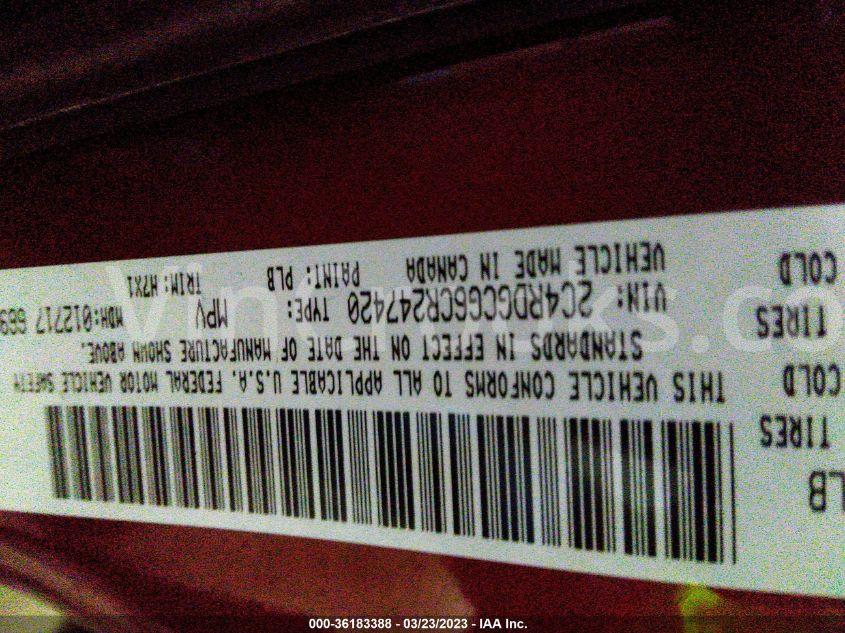 LB
TIRES
COLD
TIRES
COLD
THIS VEHICLE CONFORMS TO ALL APPLICABLE U.S.A. FEDERAL MOTOR VEHICLE SAFETY
STANDARDS IN EFFECT ON THE DATE OF MANUFACTURE SHOWN ABOVE.
VIN: 2C4RDGCG6CR247420 TYPE: MPV MDH:012717
VEHICLE MADE IN CANADA PAINT: PLB TRIM: H7X1
000-36183388 - 03/23/2023 - IAA Inc.